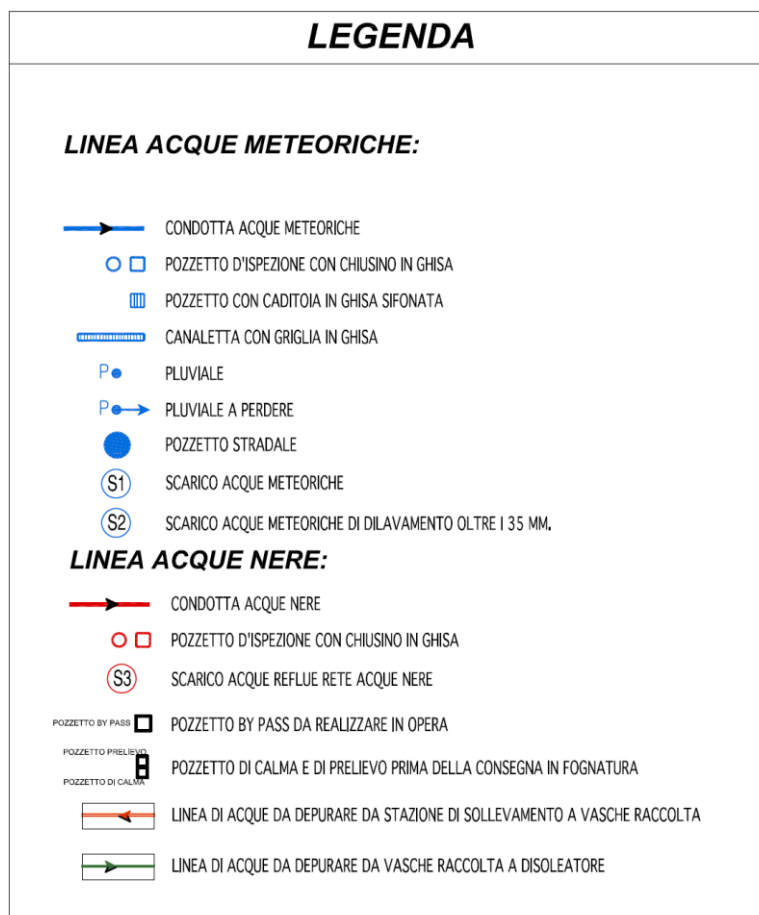 LEGENDA
LINEA ACQUE METEORICHE:
CONDOTTA ACQUE METEORICHE
POZZETTO D'ISPEZIONE CON CHIUSINO IN GHISA
POZZETTO CON CADITOIA IN GHISA SIFONATA
CANALETTA CON GRIGLIA IN GHISA
P PLUVIALE
P PLUVIALE A PERDERE
POZZETTO STRADALE
S1 SCARICO ACQUE METEORICHE
S2 SCARICO ACQUE METEORICHE DI DILAVAMENTO OLTRE I 35 MM.
LINEA ACQUE NERE:
CONDOTTA ACQUE NERE
POZZETTO D'ISPEZIONE CON CHIUSINO IN GHISA
S3 SCARICO ACQUE REFLUE RETE ACQUE NERE
POZZETTO BY PASS POZZETTO BY PASS DA REALIZZARE IN OPERA
POZZETTO PRELIEVO
POZZETTO DI CALMA E DI PRELIEVO PRIMA DELLA CONSEGNA IN FOGNATURA
POZZETTO DI CALMA
LINEA DI ACQUE DA DEPURARE DA STAZIONE DI SOLLEVAMENTO A VASCHE RACCOLTA
LINEA DI ACQUE DA DEPURARE DA VASCHE RACCOLTA A DISOLEATORE